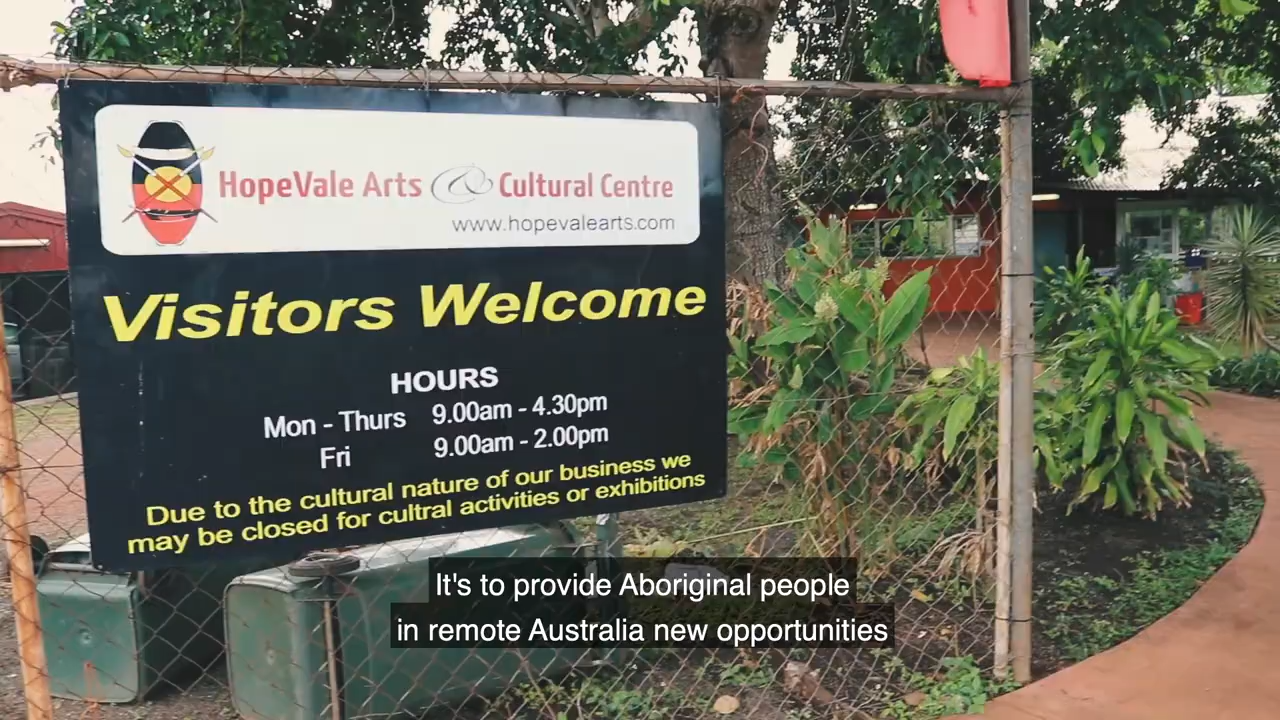 HopeVale Arts & Cultural Centre
www.hopevalearts.com
Visitors Welcome
HOURS
Mon - Thurs 9.00am - 4.30pm
Fri 9.00am - 2.00pm
Due to the cultural nature of our business we
may be closed for cultral activities or exhibitions
It's to provide Aboriginal people
in remote Australia new opportunities